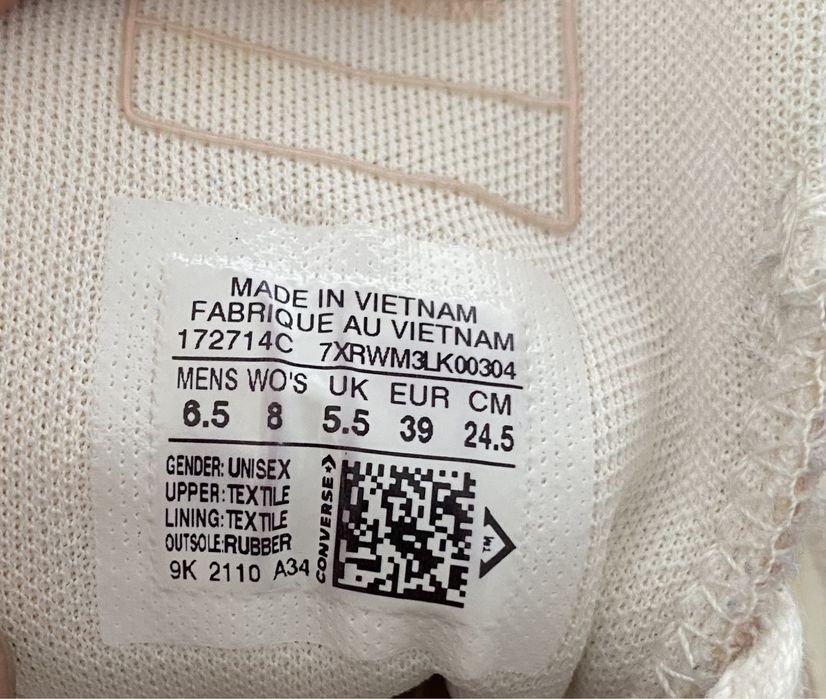 MADE IN VIETNAM
FABRIQUE AU VIETNAM
172714C 7XRWM3LK00304
MENS WO'S UK EUR CM
6.5 8 5.5 39 24.5
GENDER: UNISEX
UPPER: TEXTILE
LINING: TEXTILE
OUTSOLE: RUBBER
9K 2110 A34
CONVERSE
TM